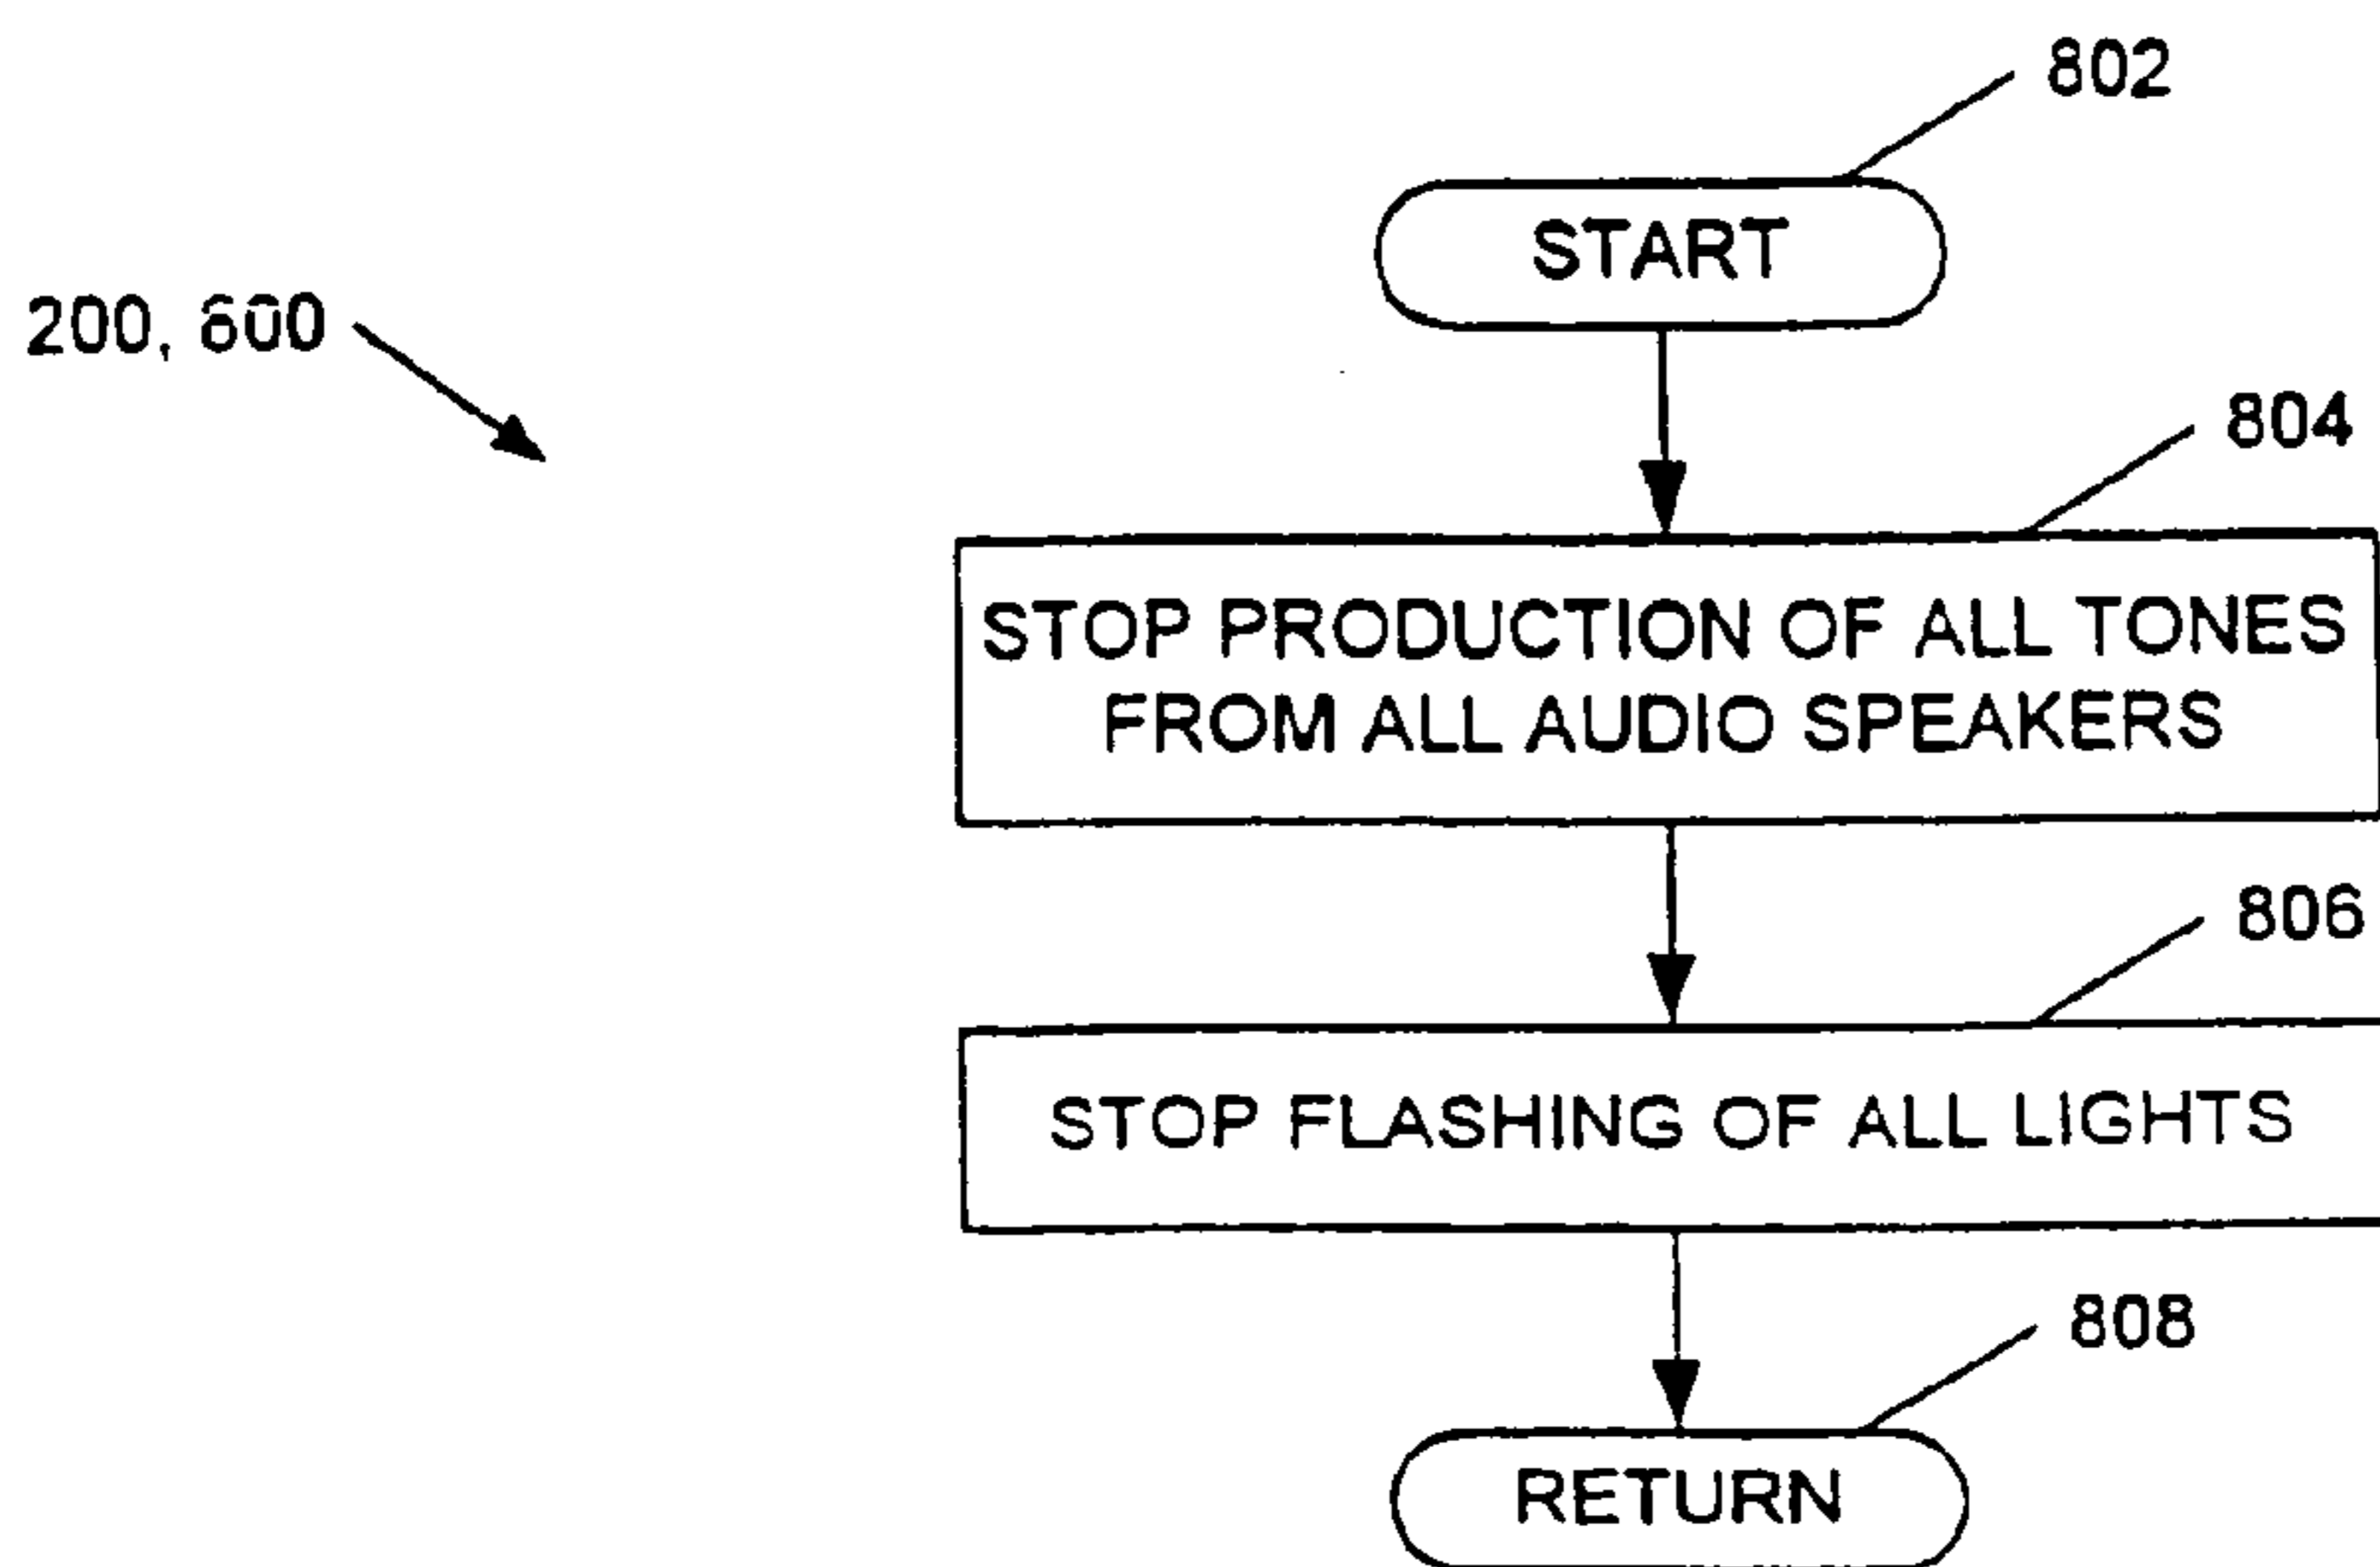 802
START
200, 800
804
STOP PRODUCTION OF ALL TONES
FROM ALL AUDIO SPEAKERS
806
STOP FLASHING OF ALL LIGHTS
808
RETURN